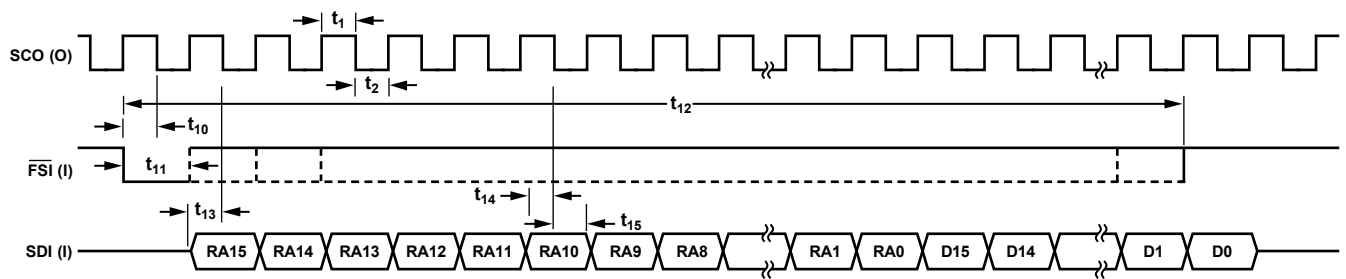 t1
SCO (O)
t2
t12
t10
FSI (I)
t11
t14
t13
t15
SDI (I) RA15 RA14 RA13 RA12 RA11 RA10 RA9 RA8 RA1 RA0 D15 D14 D1 D0